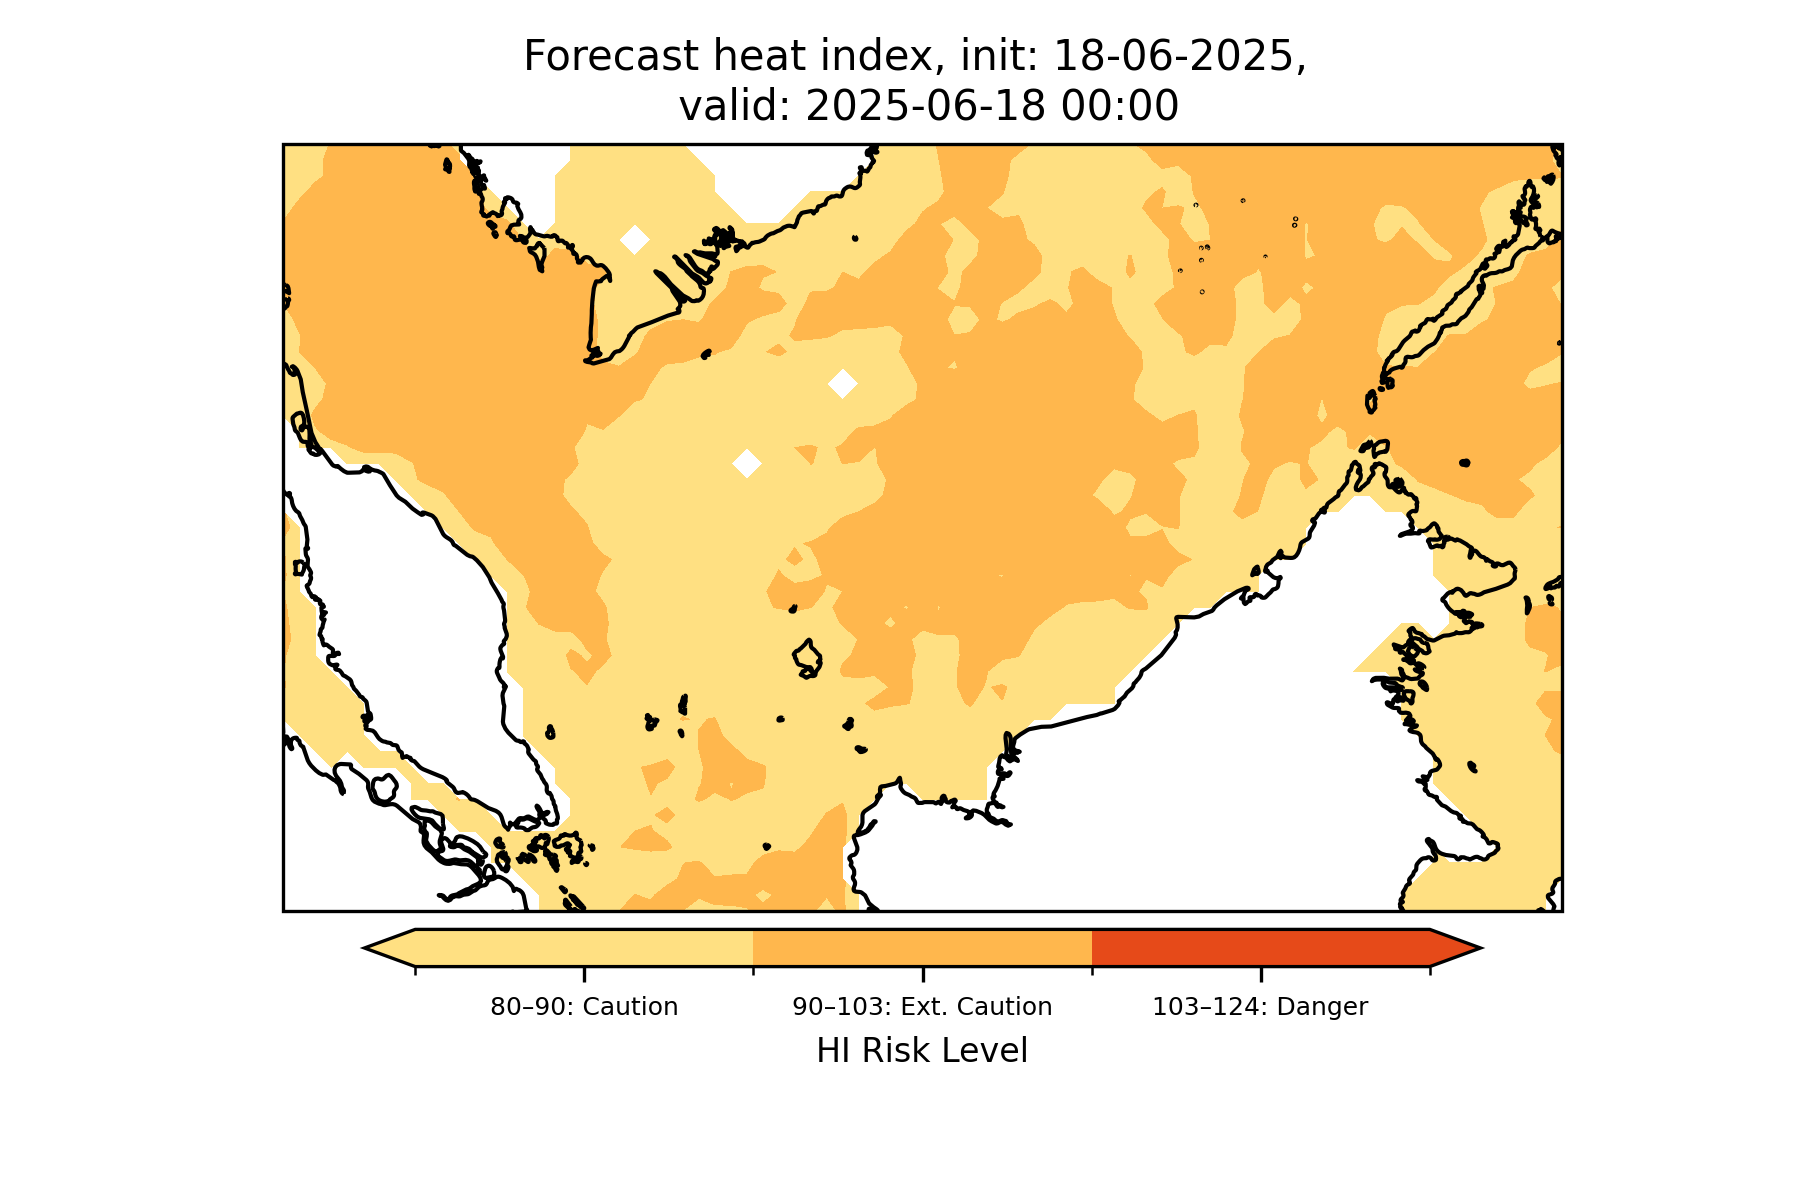 Forecast heat index, init: 18-06-2025,
valid: 2025-06-18 00:00
80–90: Caution
90–103: Ext. Caution
103–124: Danger
HI Risk Level